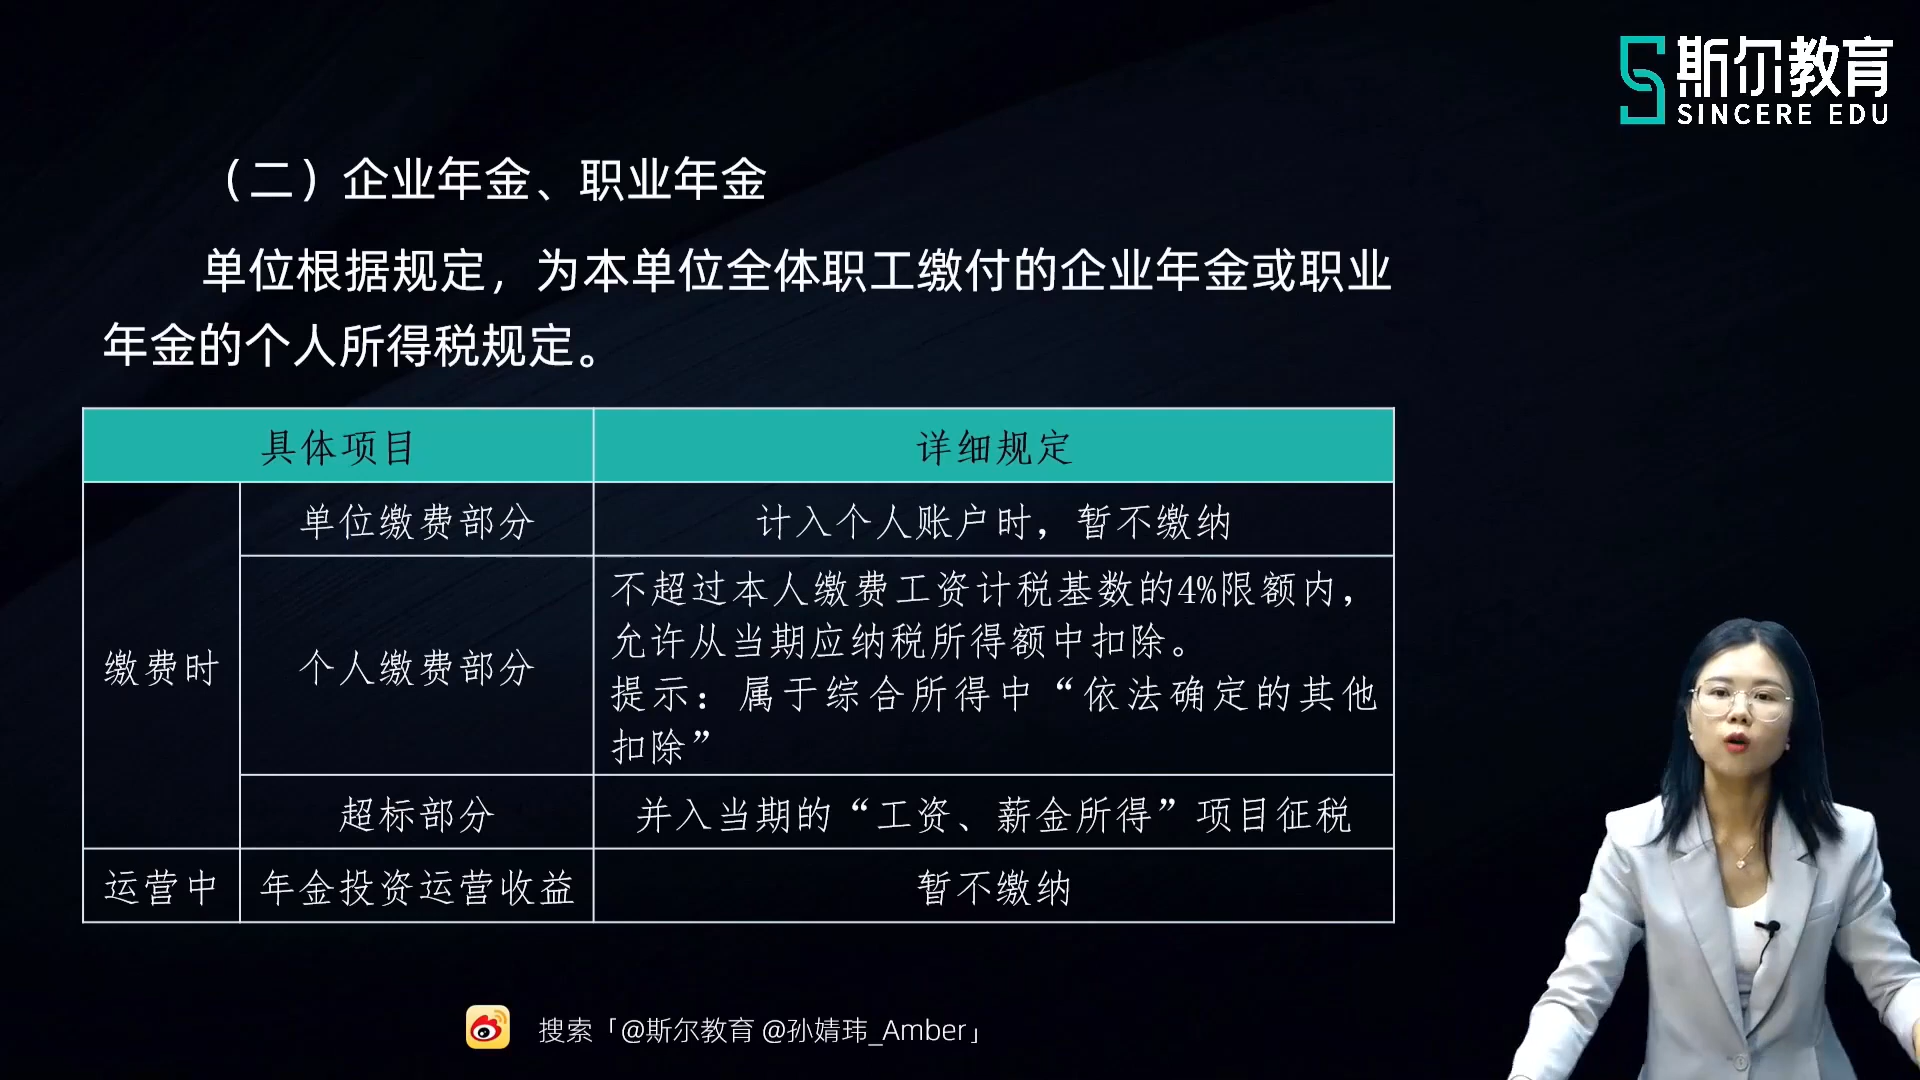 斯尔教育
SINCERE EDU
（二）企业年金、职业年金
单位根据规定，为本单位全体职工缴付的企业年金或职业
年金的个人所得税规定。
具体项目
详细规定
缴费时
单位缴费部分
计入个人账户时，暂不缴纳
个人缴费部分
不超过本人缴费工资计税基数的4%限额内，
允许从当期应纳税所得额中扣除。
提示：属于综合所得中“依法确定的其他
扣除”
超标部分
并入当期的“工资、薪金所得”项目征税
运营中
年金投资运营收益
暂不缴纳
搜索「@斯尔教育 @孙婧玮_Amber」